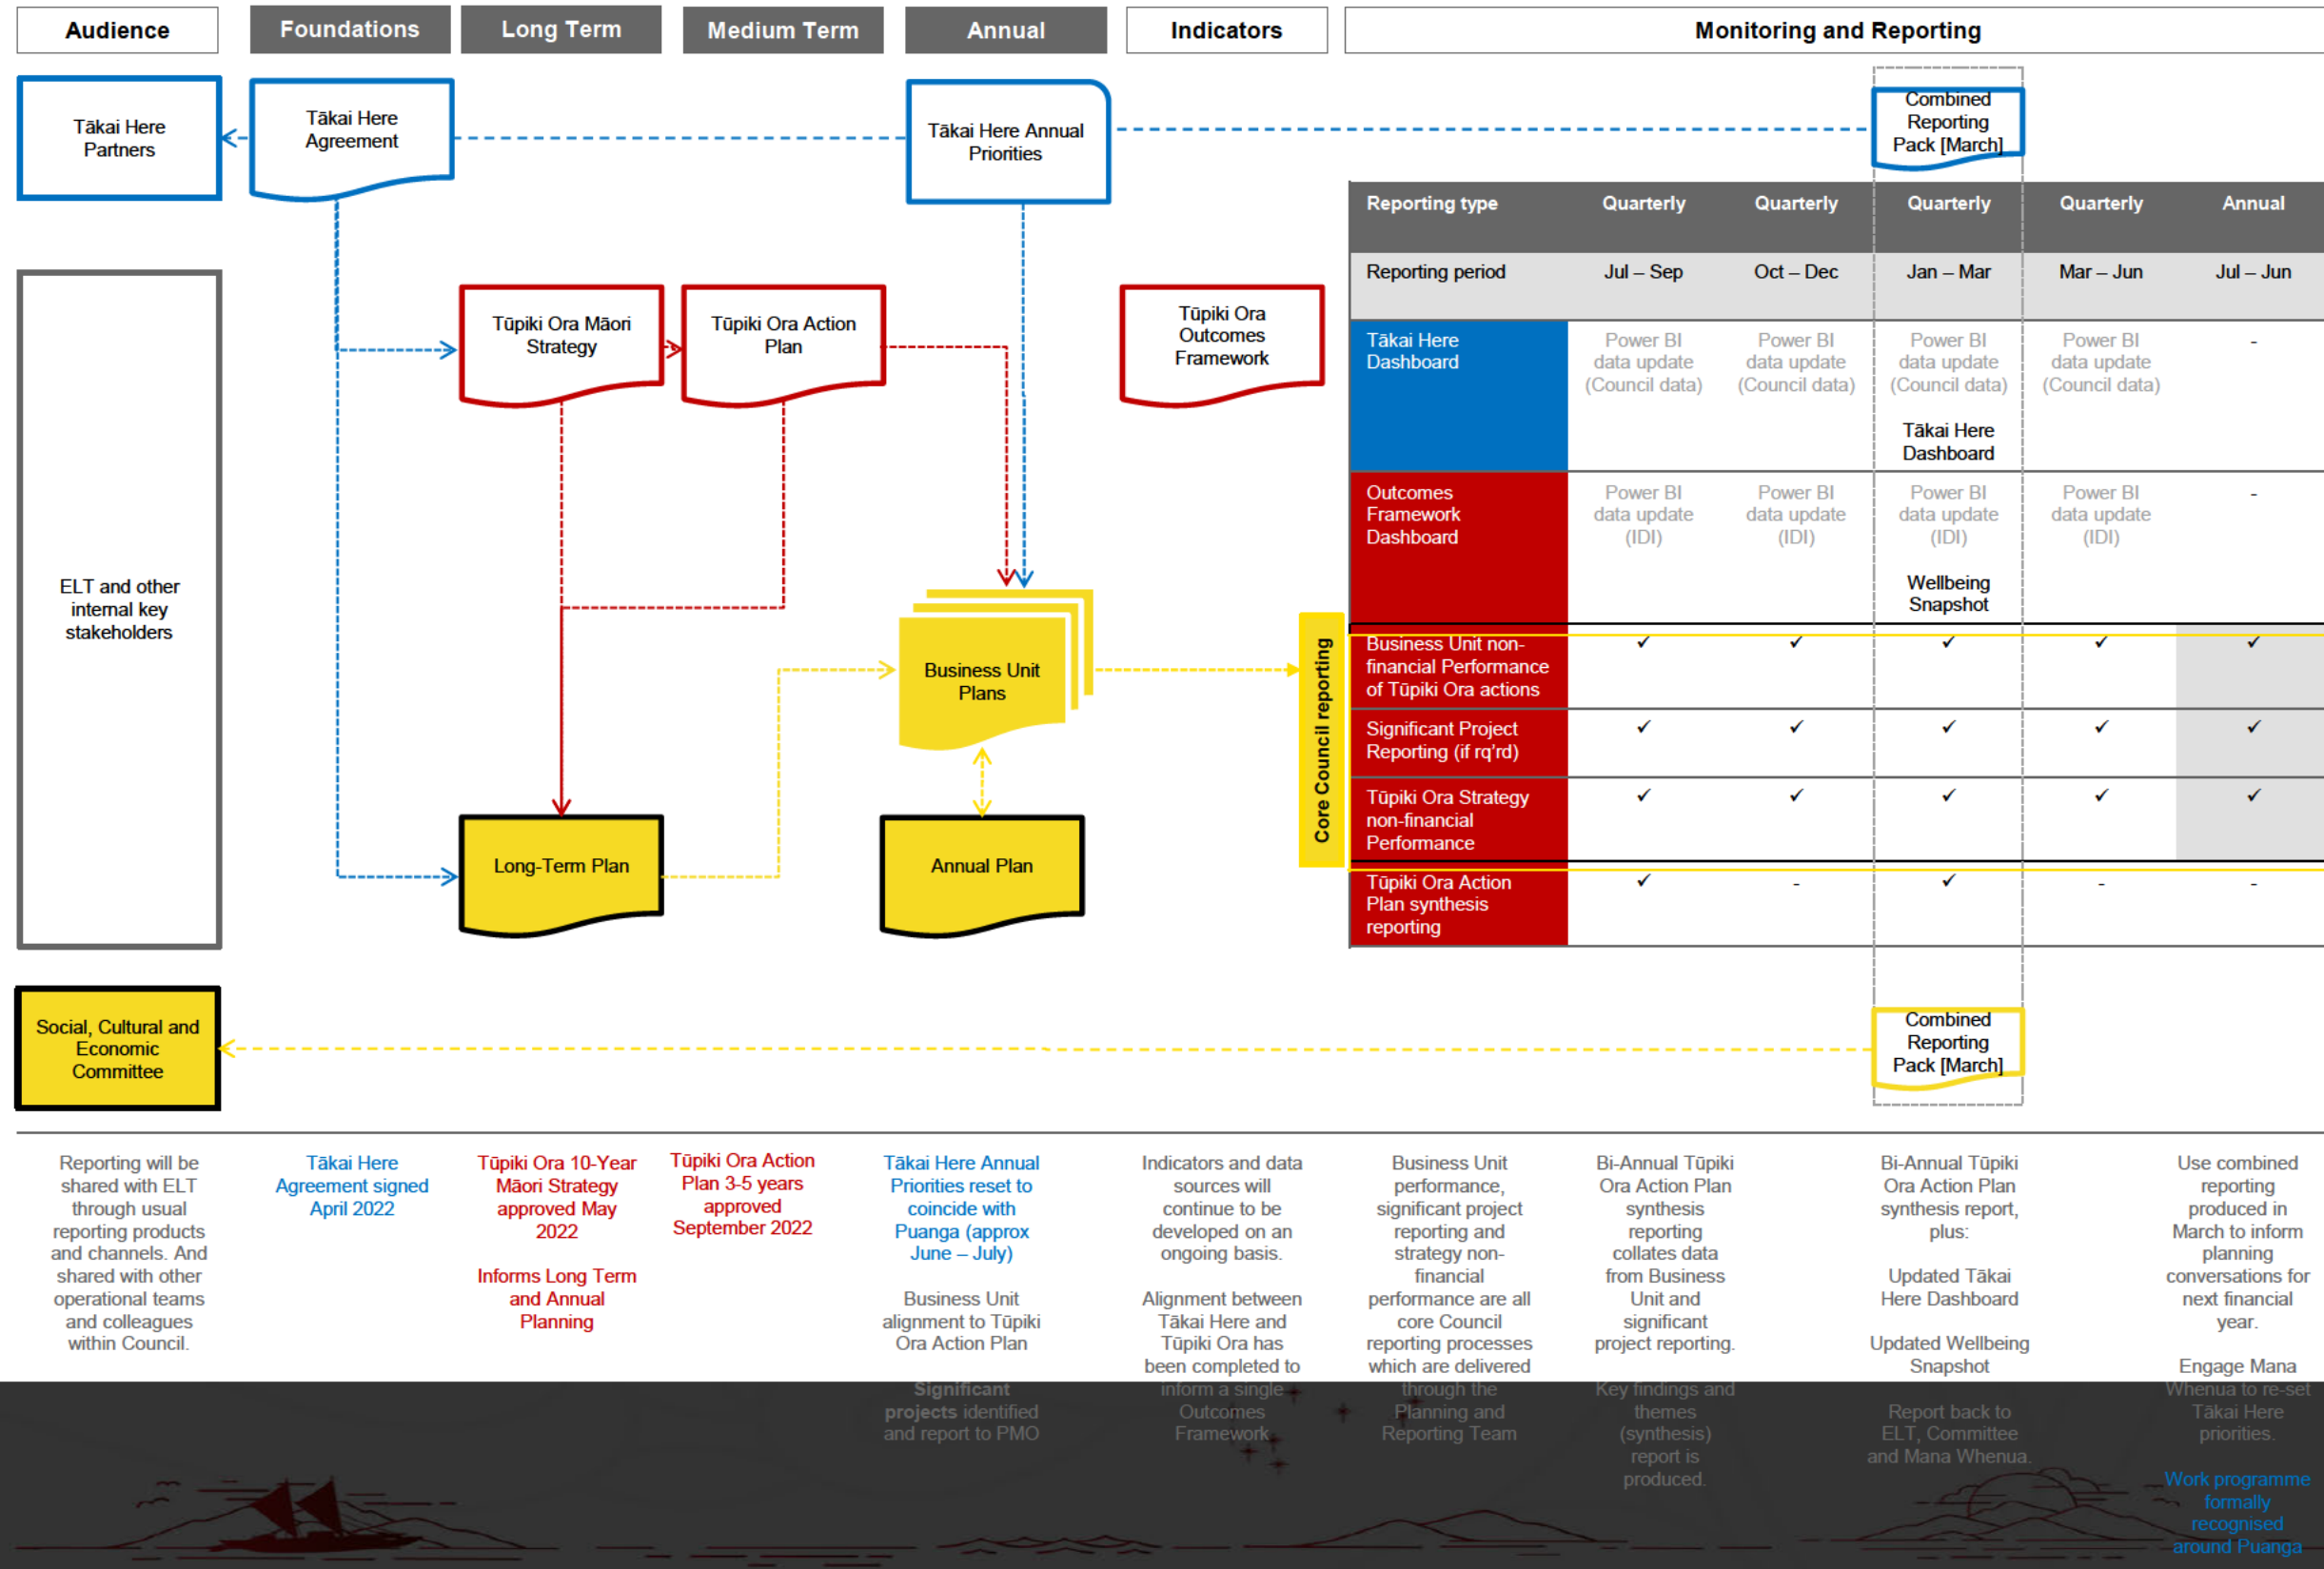 Audience
Foundations
Long Term
Medium Term
Annual
Indicators
Monitoring and Reporting
Tākai Here
Partners
Tākai Here
Agreement
Tākai Here Annual
Priorities
Combined
Reporting
Pack [March]
ELT and other
internal key
stakeholders
Tūpiki Ora Māori
Strategy
Tūpiki Ora Action
Plan
Tūpiki Ora
Outcomes
Framework
Business Unit
Plans
Long-Term Plan
Annual Plan
Core Council reporting
Reporting type
Quarterly
Quarterly
Quarterly
Quarterly
Annual
Reporting period
Jul – Sep
Oct – Dec
Jan – Mar
Mar – Jun
Jul – Jun
Tākai Here
Dashboard
Power BI
data update
(Council data)
Power BI
data update
(Council data)
Power BI
data update
(Council data)
Tākai Here
Dashboard
Power BI
data update
(Council data)
-
Outcomes
Framework
Dashboard
Power BI
data update
(IDI)
Power BI
data update
(IDI)
Power BI
data update
(IDI)
Wellbeing
Snapshot
Power BI
data update
(IDI)
-
Business Unit non-
financial Performance
of Tūpiki Ora actions
✓
✓
✓
✓
✓
Significant Project
Reporting (if rq'rd)
✓
✓
✓
✓
✓
Tūpiki Ora Strategy
non-financial
Performance
✓
✓
✓
✓
✓
Tūpiki Ora Action
Plan synthesis
reporting
✓
-
✓
-
-
Social, Cultural and
Economic
Committee
Combined
Reporting
Pack [March]
Reporting will be
shared with ELT
through usual
reporting products
and channels. And
shared with other
operational teams
and colleagues
within Council.
Tākai Here
Agreement signed
April 2022
Tūpiki Ora 10-Year
Māori Strategy
approved May
2022
Informs Long Term
and Annual
Planning
Tūpiki Ora Action
Plan 3-5 years
approved
September 2022
Tākai Here Annual
Priorities reset to
coincide with
Puanga (approx
June – July)
Business Unit
alignment to Tūpiki
Ora Action Plan
Significant
projects identified
and report to PMO
Indicators and data
sources will
continue to be
developed on an
ongoing basis.
Alignment between
Tākai Here and
Tūpiki Ora has
been completed to
inform a single
Outcomes
Framework
Business Unit
performance,
significant project
reporting and
strategy non-
financial
performance are all
core Council
reporting processes
which are delivered
through the
Planning and
Reporting Team
Bi-Annual Tūpiki
Ora Action Plan
synthesis
reporting
collates data
from Business
Unit and
significant
project reporting.
Key findings and
themes
(synthesis)
report is
produced.
Bi-Annual Tūpiki
Ora Action Plan
synthesis report,
plus:
Updated Tākai
Here Dashboard
Updated Wellbeing
Snapshot
Report back to
ELT, Committee
and Mana Whenua.
Use combined
reporting
produced in
March to inform
planning
conversations for
next financial
year.
Engage Mana
Whenua to re-set
Tākai Here
priorities.
Work programme
formally
recognised
around Puanga